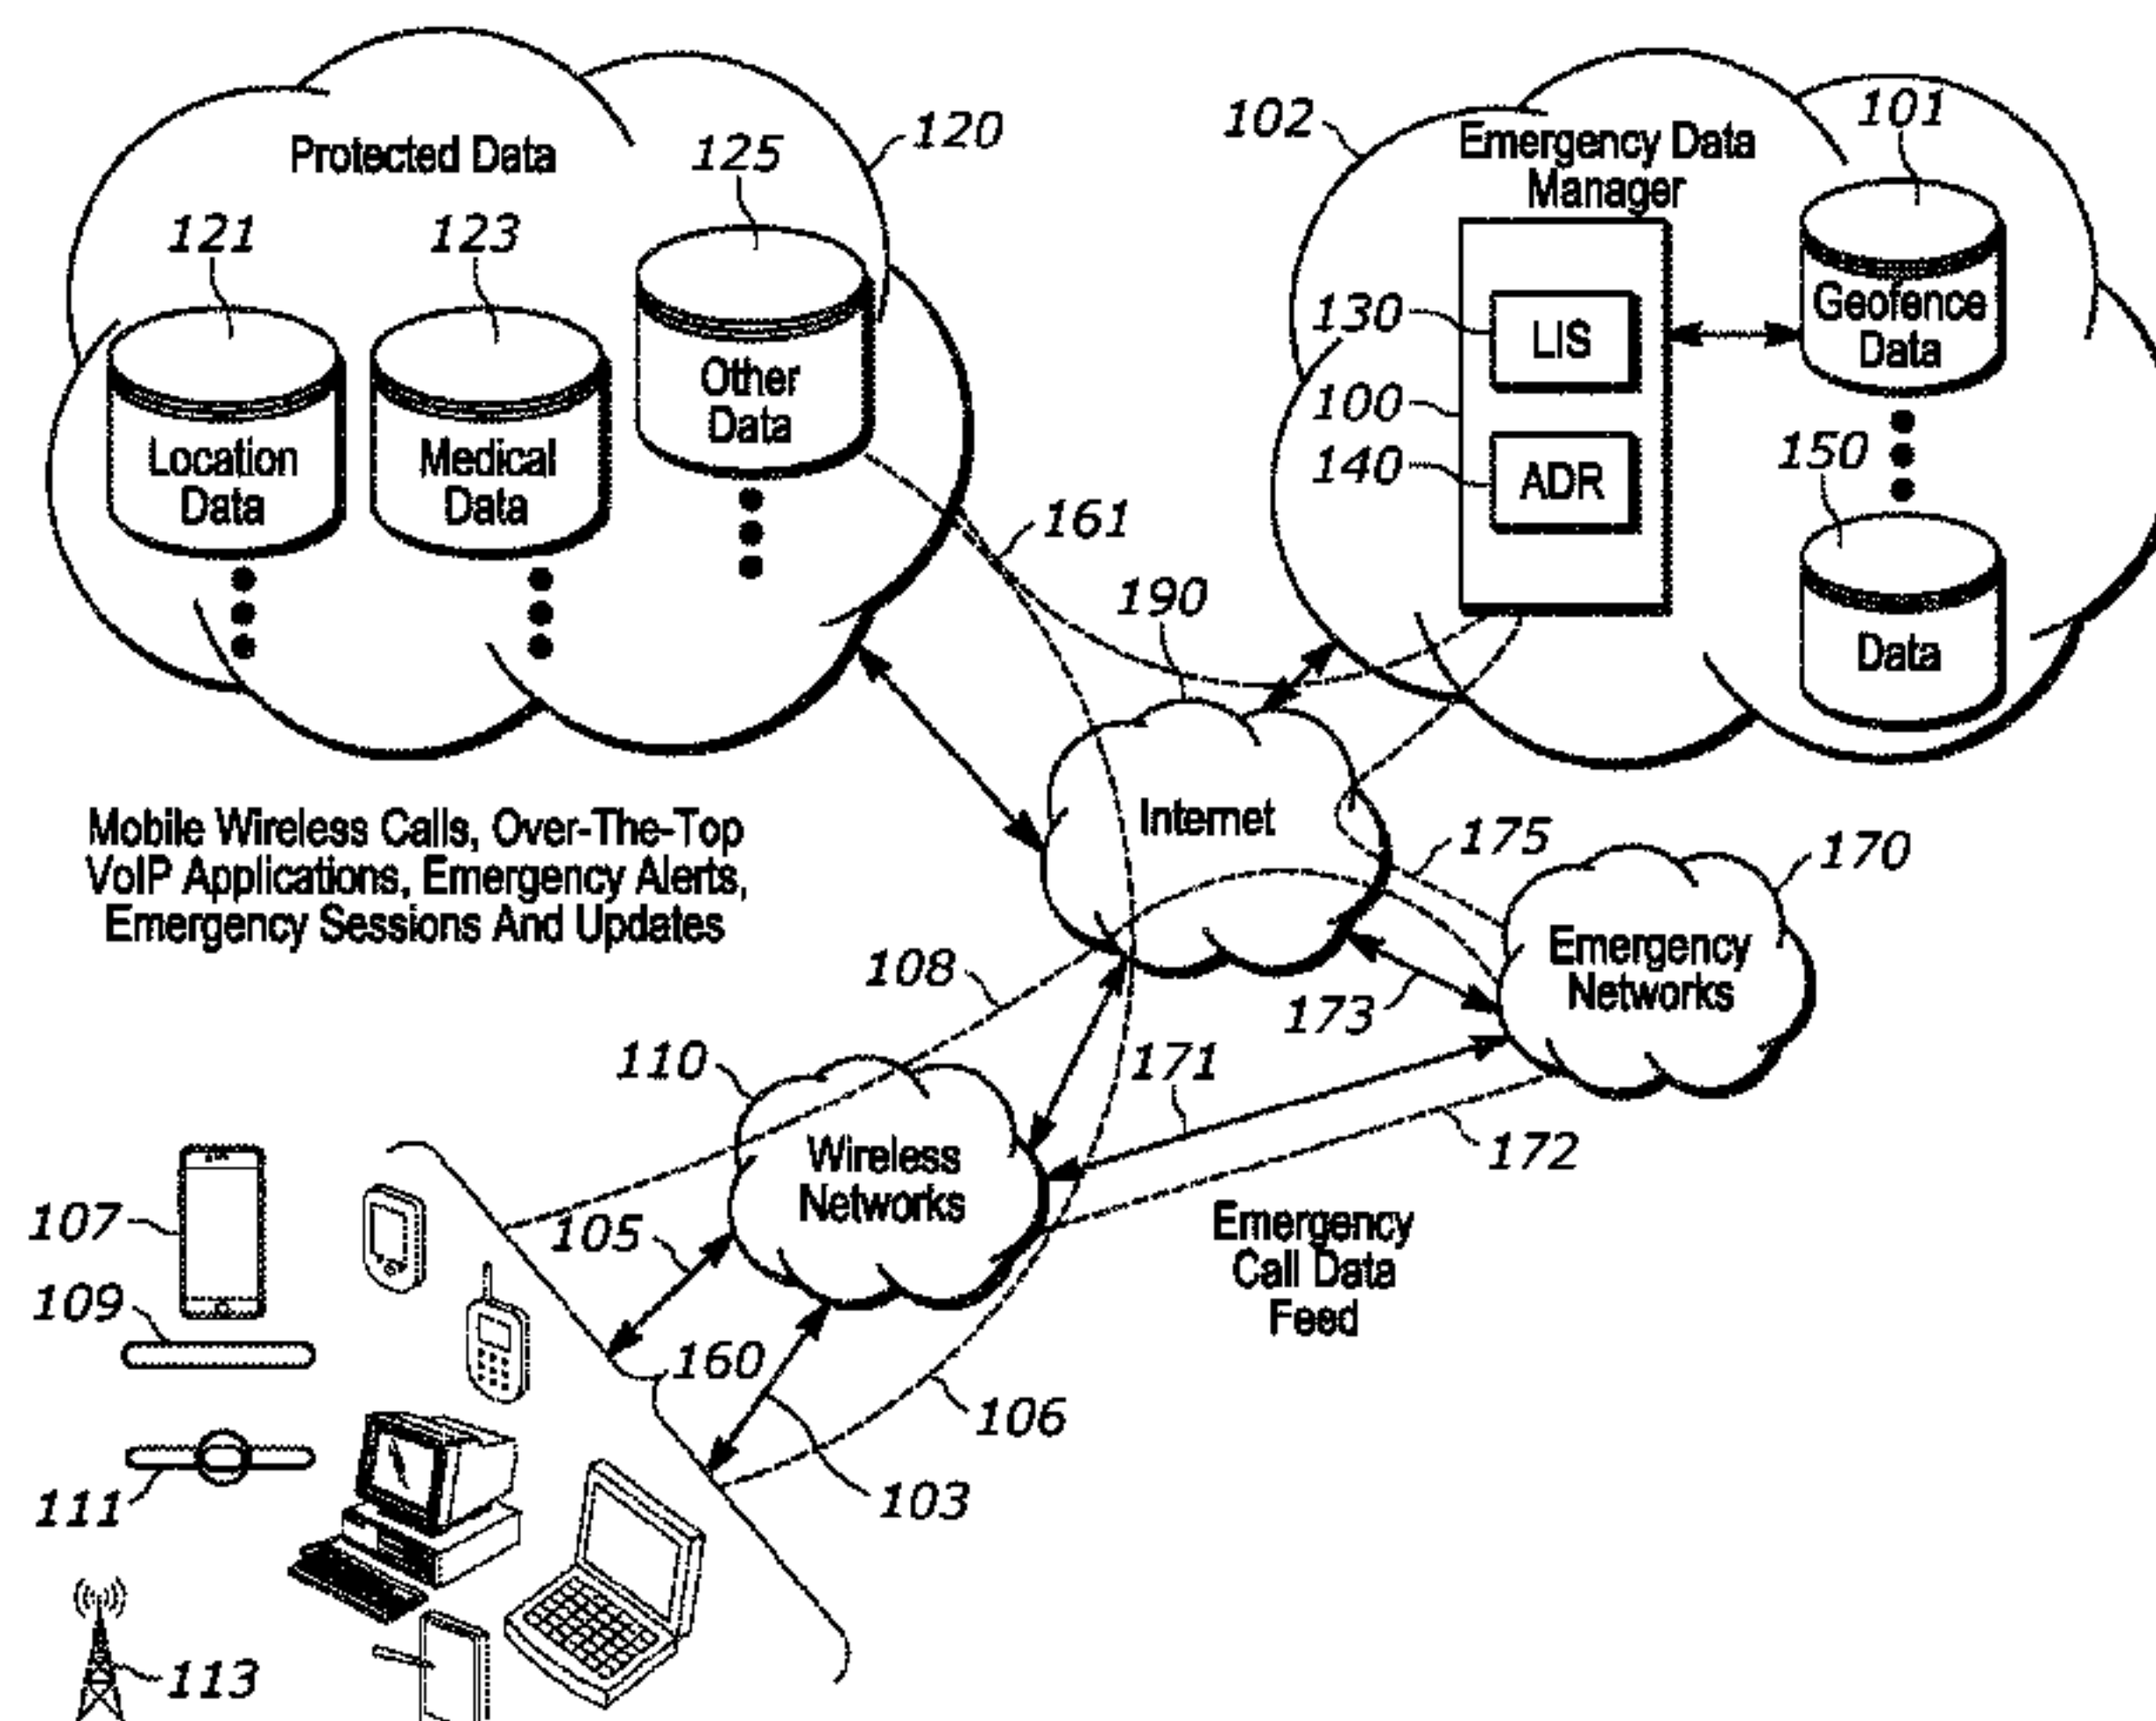 120
Protected Data
125
121
123
Other
Data
Location
Data
Medical
Data
161
102
Emergency Data
Manager
101
130
LIS
Geofence
Data
100
140
ADR
150
Data
190
Internet
Mobile Wireless Calls, Over-The-Top
VoIP Applications, Emergency Alerts,
Emergency Sessions And Updates
175
170
Emergency
Networks
108
173
110
171
Wireless
Networks
172
105
Emergency
Call Data
Feed
107
109
160
106
103
111
113